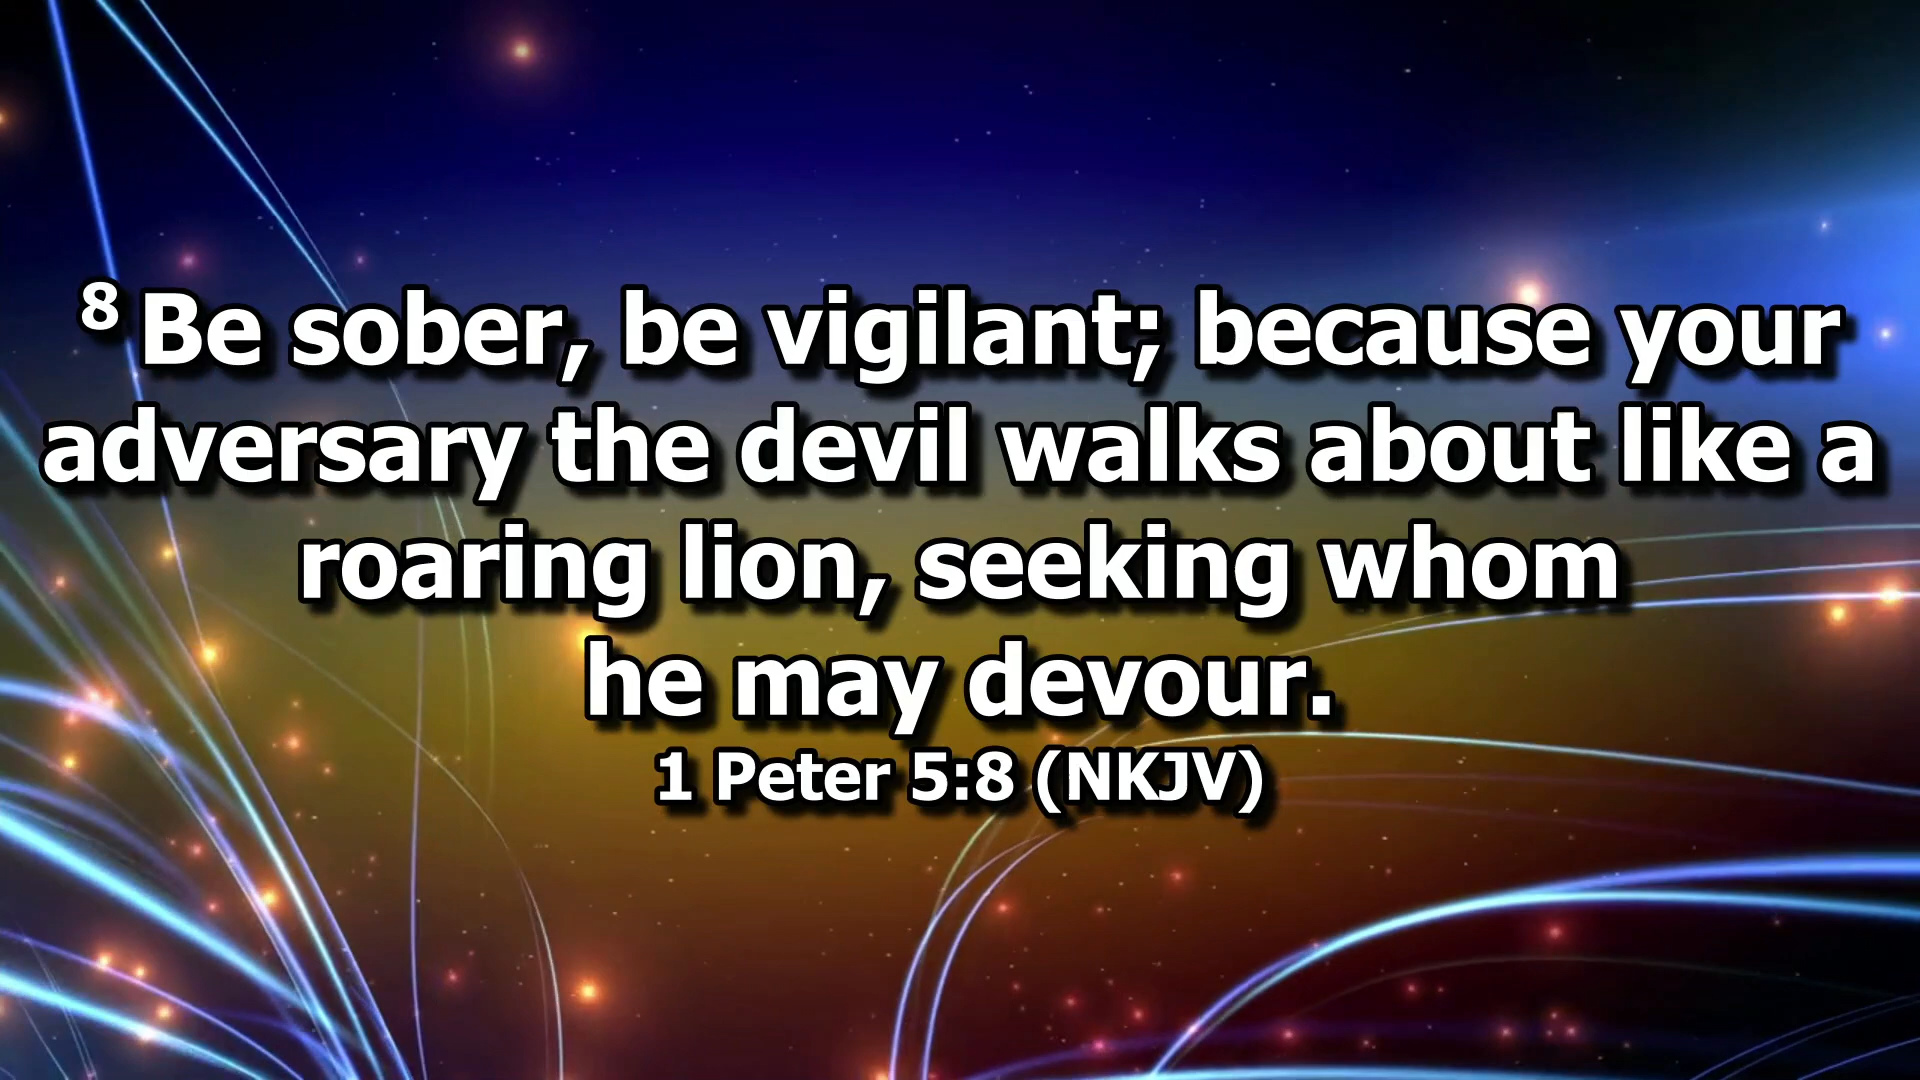 8 Be sober, be vigilant; because your
adversary the devil walks about like a
roaring lion, seeking whom
he may devour.
1 Peter 5:8 (NKJV)